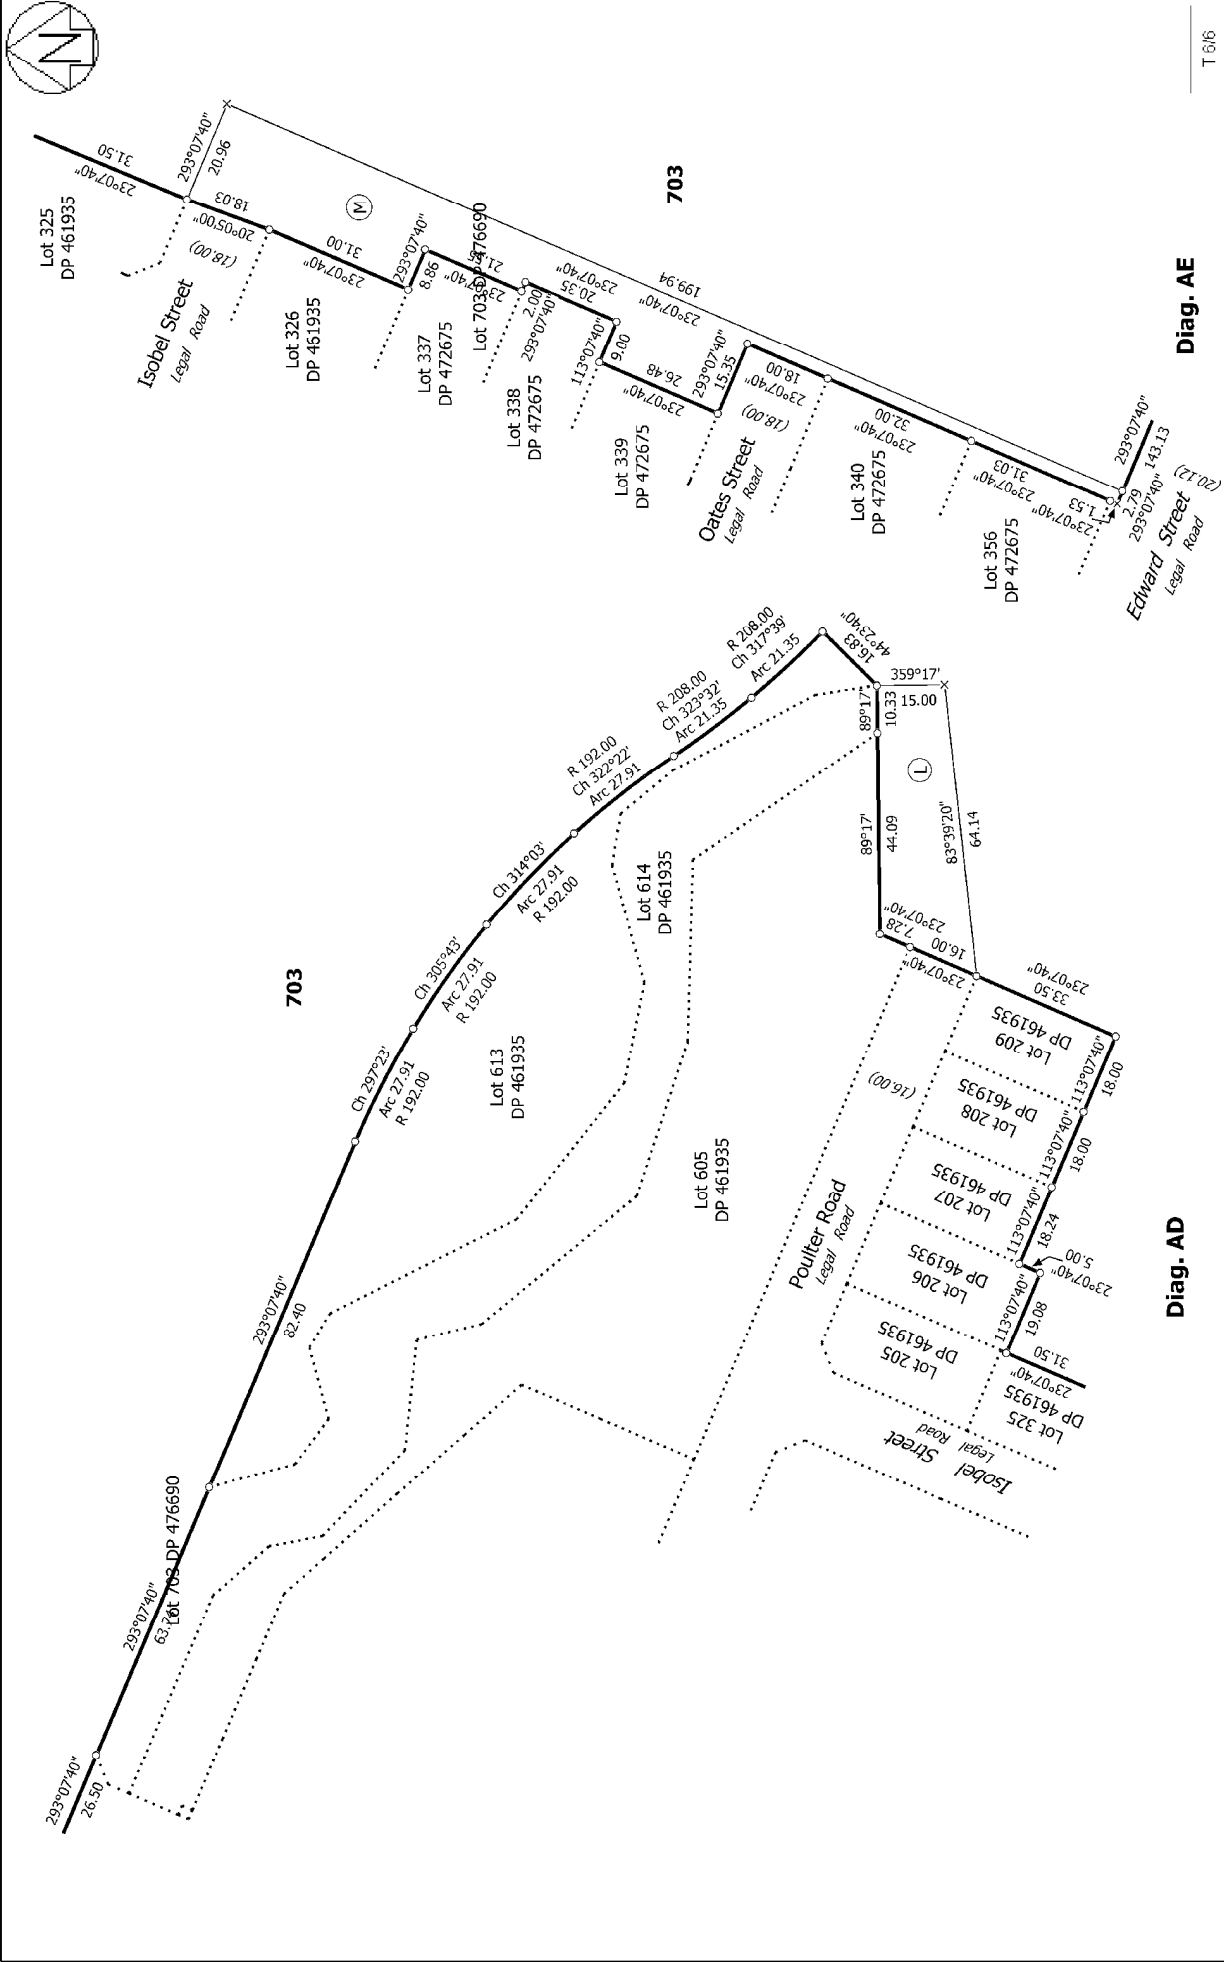 N
T 6/6
Diag. AE
703
Lot 325
DP 461935
31.50
23°07'40"
293°07'40"
20.96
18.03
20°05'00"
(18.00)
Isobel Street
Legal Road
M
31.00
23°07'40"
Lot 326
DP 461935
293°07'40"
8.86
Lot 337
DP 472675
23°07'40"
Lot 703 DP 476690
2.00
293°07'40"
Lot 338
DP 472675
20.35
23°07'40"
113°07'40"
9.00
23°07'40"
199.94
26.48
23°07'40"
Lot 339
DP 472675
293°07'40"
15.35
(18.00)
Oates Street
Legal Road
18.00
23°07'40"
32.00
23°07'40"
Lot 340
DP 472675
31.03
23°07'40"
Lot 356
DP 472675
1.53
23°07'40"
2.79
293°07'40"
293°07'40"
143.13
(20.12)
Edward Street
Legal Road
Diag. AD
703
293°07'40"
26.50
293°07'40"
Lot 703 DP 476690
293°07'40"
82.40
Ch 297°23'
Arc 27.91
R 192.00
Ch 305°43'
Arc 27.91
R 192.00
Ch 314°03'
Arc 27.91
R 192.00
R 192.00
Ch 322°22'
Arc 27.91
R 208.00
Ch 323°32'
Arc 21.35
R 208.00
Ch 317°39'
Arc 21.35
16.83
44°23'40"
359°17'
15.00
89°17'
10.33
L
89°17'
44.09
83°39'20"
64.14
7.28
23°07'40"
16.00
23°07'40"
33.50
23°07'40"
Lot 614
DP 461935
Lot 613
DP 461935
Lot 605
DP 461935
(16.00)
Poulter Road
Legal Road
Lot 209
DP 461935
Lot 208
DP 461935
Lot 207
DP 461935
Lot 206
DP 461935
Lot 205
DP 461935
Lot 325
DP 461935
113°07'40"
18.00
113°07'40"
18.00
113°07'40"
18.24
5.00
23°07'40"
113°07'40"
19.08
31.50
23°07'40"
Isobel Street
Legal Road